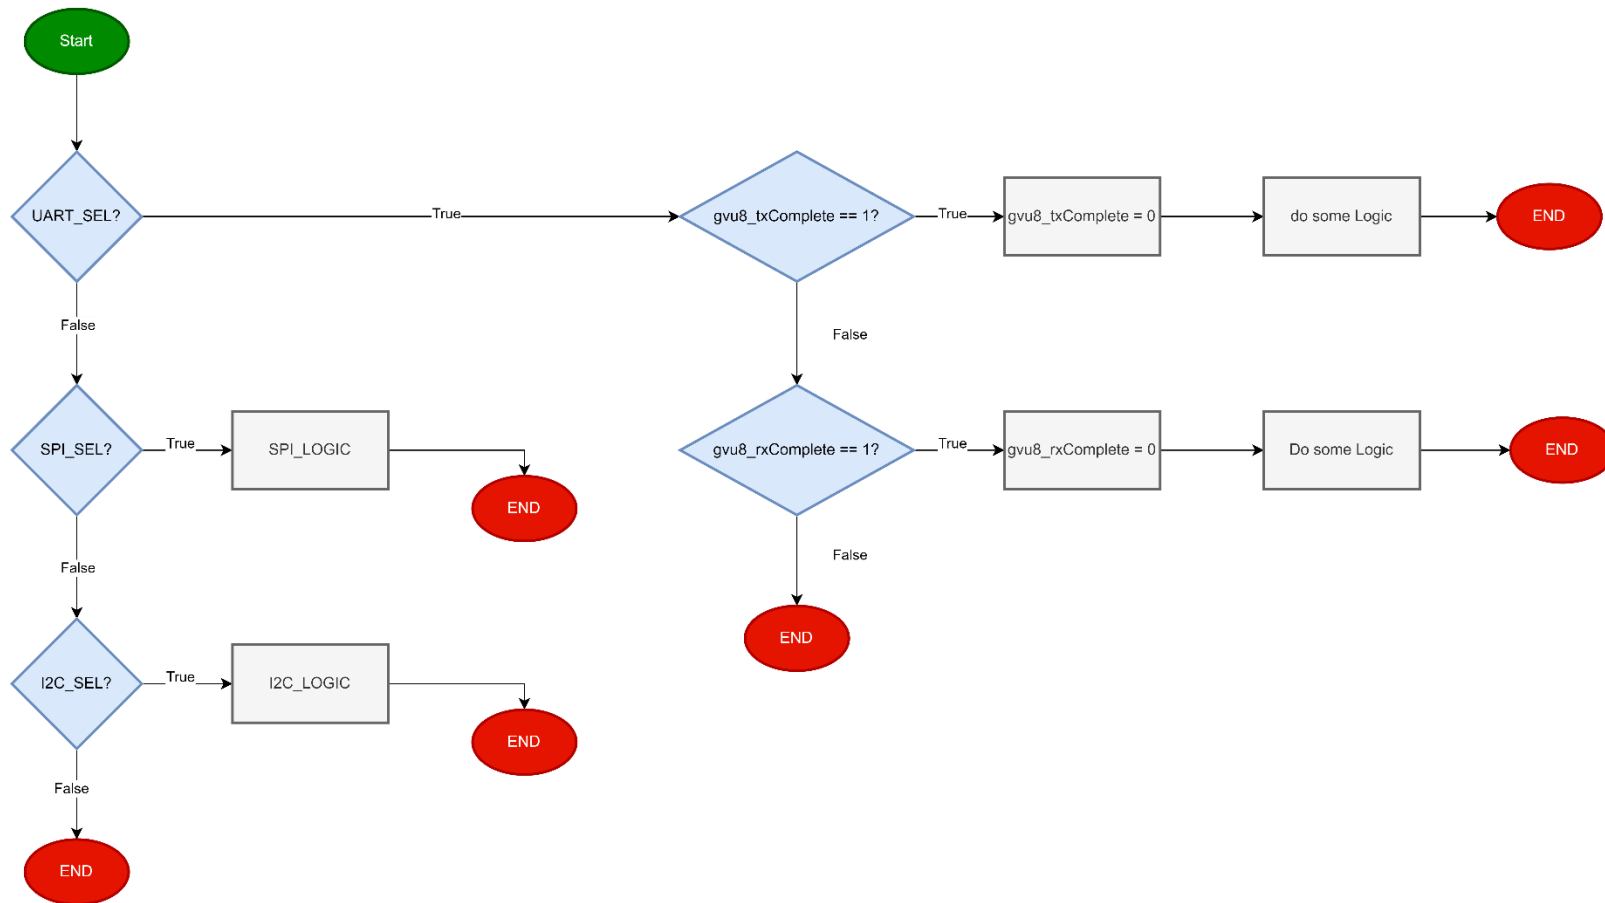 Start
UART_SEL?
True
gvu8_txComplete == 1?
True
gvu8_txComplete = 0
do some Logic
END
False
False
SPI_SEL?
True
SPI_LOGIC
END
gvu8_rxComplete == 1?
True
gvu8_rxComplete = 0
Do some Logic
END
False
False
END
I2C_SEL?
True
I2C_LOGIC
END
False
END